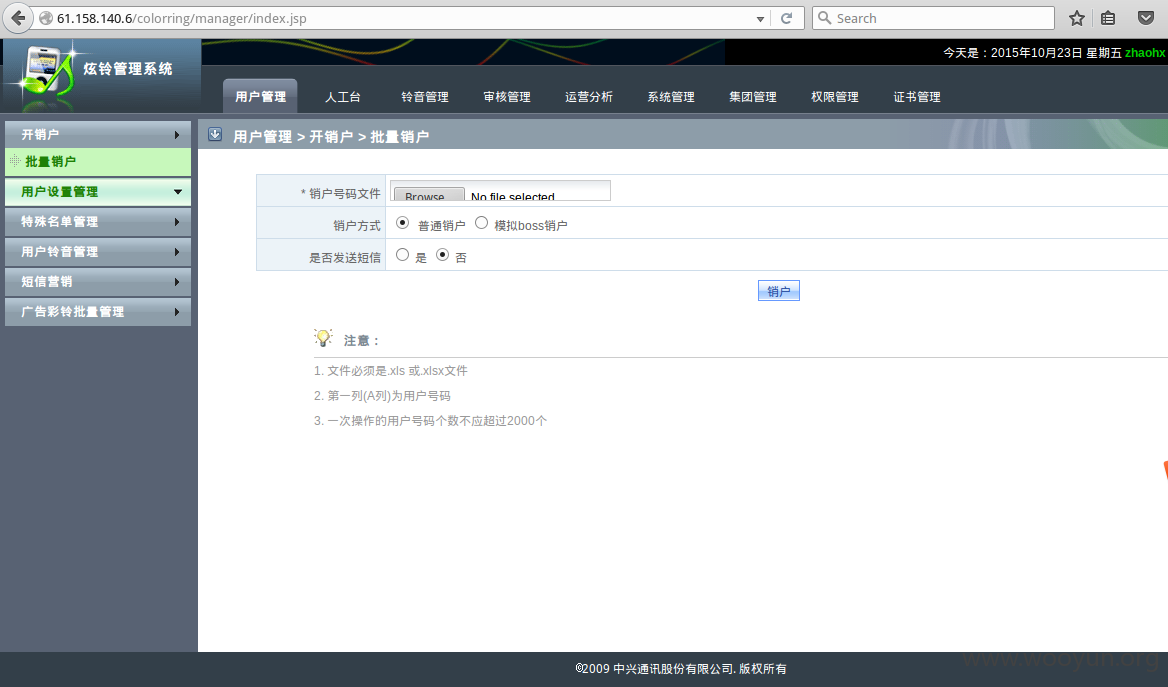 61.158.140.6/colorring/manager/index.jsp
Search
炫铃管理系统
今天是：2015年10月23日 星期五 zhaohx
用户管理 人工台 铃音管理 审核管理 运营分析 系统管理 集团管理 权限管理 证书管理
开销户
批量销户
用户设置管理
特殊名单管理
用户铃音管理
短信营销
广告彩铃批量管理
用户管理 > 开销户 > 批量销户
* 销户号码文件 Browse... No file selected.
销户方式 普通销户 模拟boss销户
是否发送短信 是 否
销户
注意：
1. 文件必须是.xls 或.xlsx文件
2. 第一列(A列)为用户号码
3. 一次操作的用户号码个数不应超过2000个
©2009 中兴通讯股份有限公司. 版权所有
www.wooyun.org